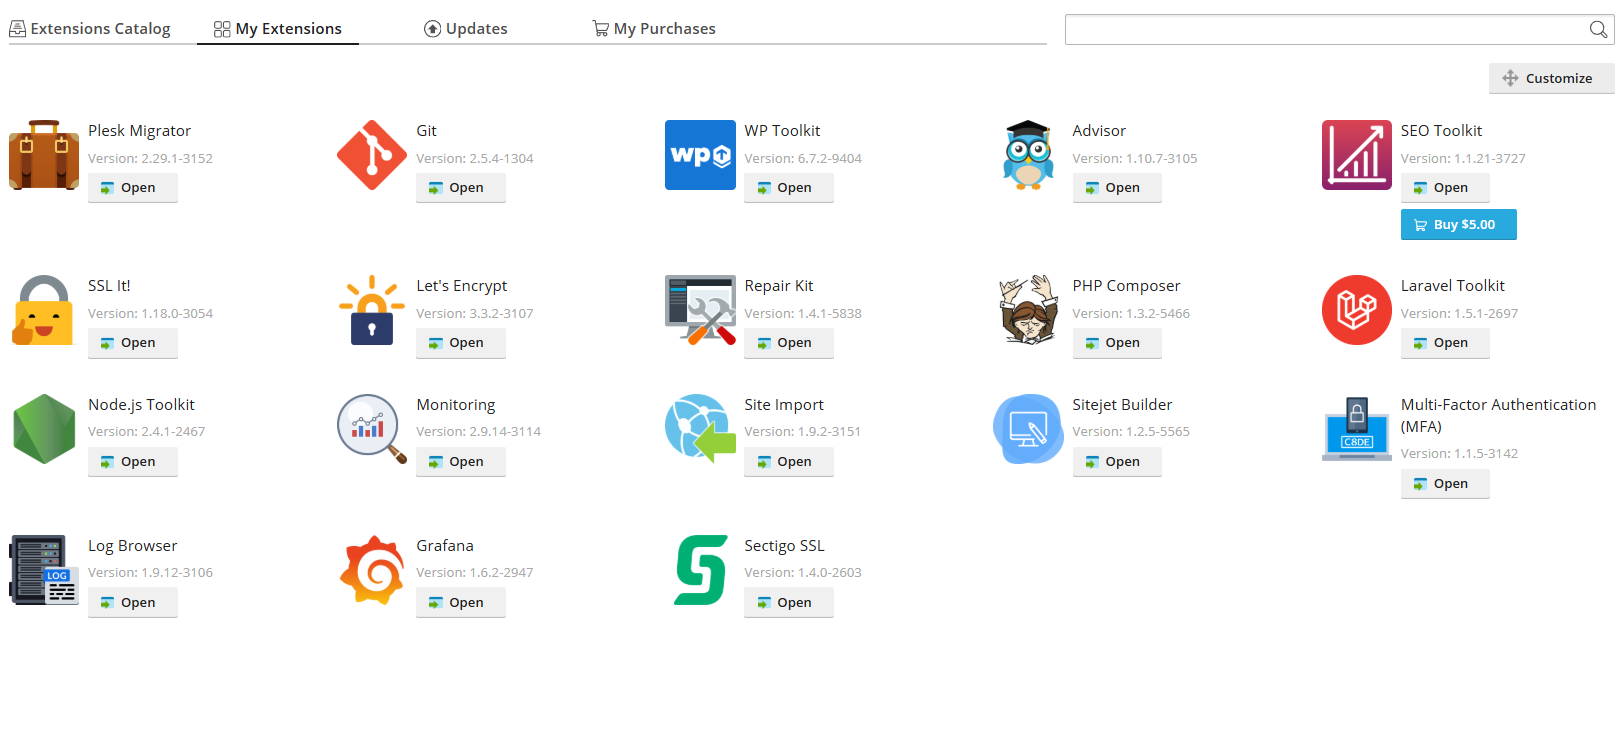 Extensions Catalog
My Extensions
Updates
My Purchases
Customize
Plesk Migrator
Version: 2.29.1-3152
Open
Git
Version: 2.5.4-1304
Open
wp
WP Toolkit
Version: 6.7.2-9404
Open
Advisor
Version: 1.10.7-3105
Open
SEO Toolkit
Version: 1.1.21-3727
Open
Buy $5.00
SSL It!
Version: 1.18.0-3054
Open
Let's Encrypt
Version: 3.3.2-3107
Open
Repair Kit
Version: 1.4.1-5838
Open
PHP Composer
Version: 1.3.2-5466
Open
Laravel Toolkit
Version: 1.5.1-2697
Open
Node.js Toolkit
Version: 2.4.1-2467
Open
Monitoring
Version: 2.9.14-3114
Open
Site Import
Version: 1.9.2-3151
Open
Sitejet Builder
Version: 1.2.5-5565
Open
C8DE
Multi-Factor Authentication
(MFA)
Version: 1.1.5-3142
Open
LOG
Log Browser
Version: 1.9.12-3106
Open
Grafana
Version: 1.6.2-2947
Open
Sectigo SSL
Version: 1.4.0-2603
Open